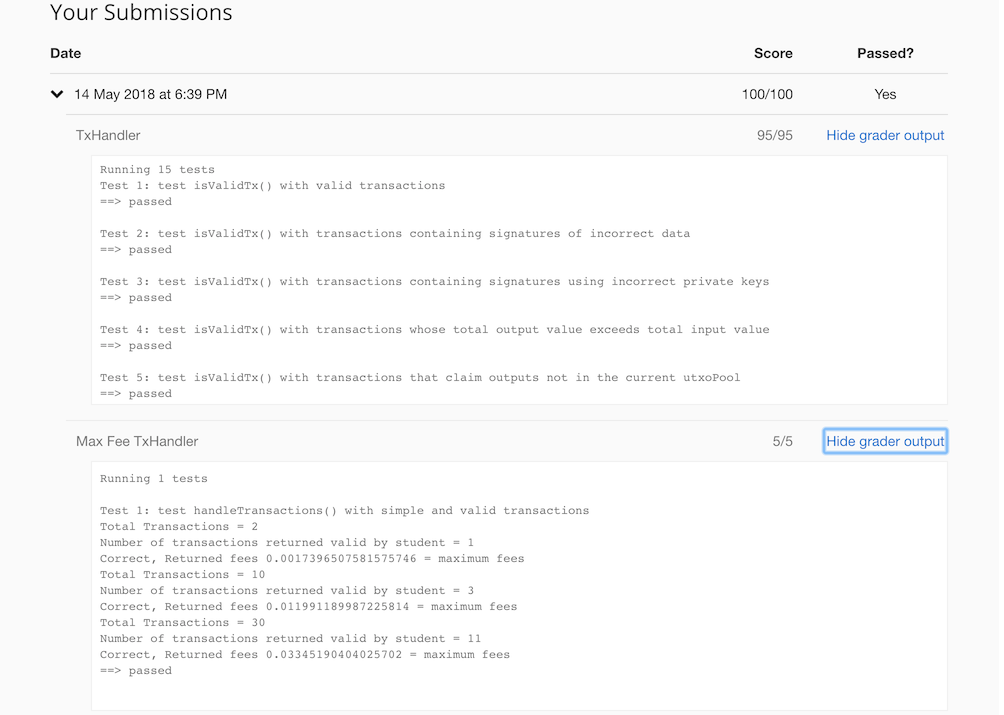 Your Submissions
Date Score Passed?
14 May 2018 at 6:39 PM 100/100 Yes
TxHandler 95/95 Hide grader output
Running 15 tests
Test 1: test isValidTx() with valid transactions
==> passed
Test 2: test isValidTx() with transactions containing signatures of incorrect data
==> passed
Test 3: test isValidTx() with transactions containing signatures using incorrect private keys
==> passed
Test 4: test isValidTx() with transactions whose total output value exceeds total input value
==> passed
Test 5: test isValidTx() with transactions that claim outputs not in the current utxoPool
==> passed
Max Fee TxHandler 5/5 Hide grader output
Running 1 tests
Test 1: test handleTransactions() with simple and valid transactions
Total Transactions = 2
Number of transactions returned valid by student = 1
Correct, Returned fees 0.0017396507581575746 = maximum fees
Total Transactions = 10
Number of transactions returned valid by student = 3
Correct, Returned fees 0.011991189987225814 = maximum fees
Total Transactions = 30
Number of transactions returned valid by student = 11
Correct, Returned fees 0.03345190404025702 = maximum fees
==> passed